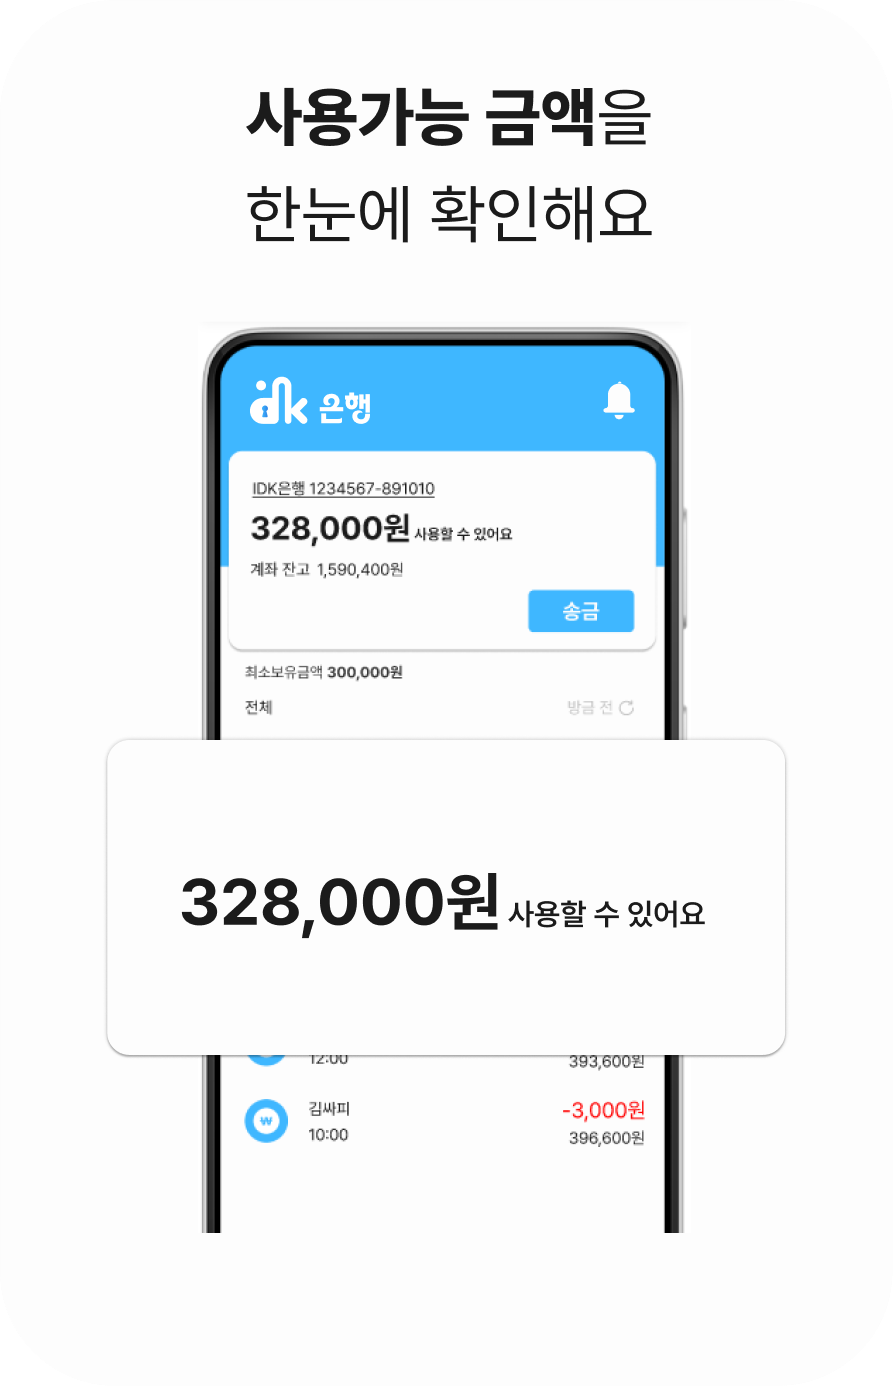 사용가능 금액을
한눈에 확인해요
idk 은행
IDK은행 1234567-891010
328,000원 사용할 수 있어요
계좌 잔고 1,590,400원
송금
최소보유금액 300,000원
전체 방금 전
328,000원 사용할 수 있어요
12:00 393,600원
김싸피 -3,000원
10:00 396,600원